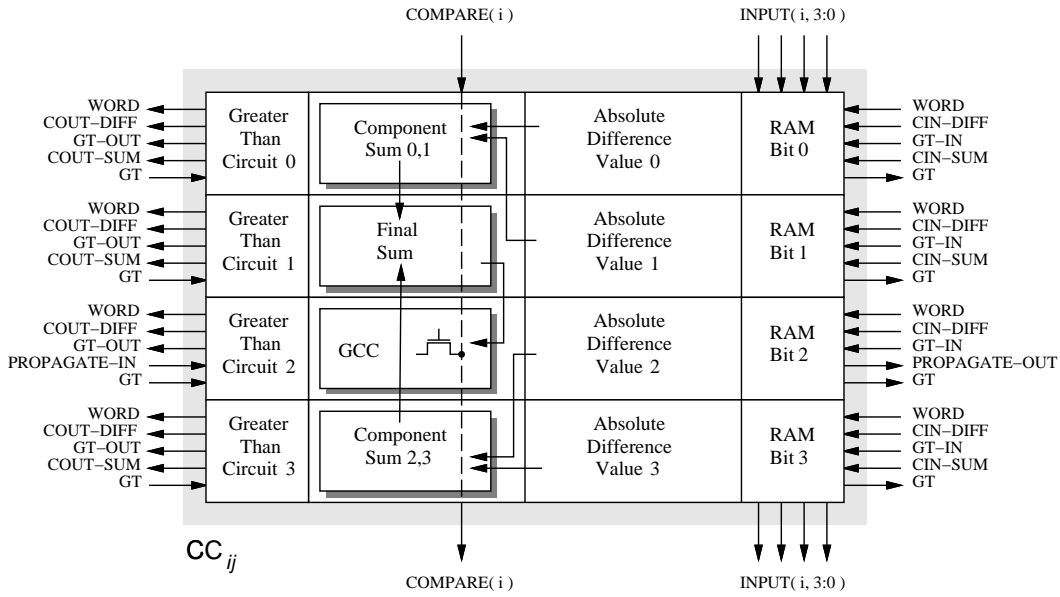 COMPARE( i )
INPUT( i, 3:0 )
WORD
COUT–DIFF
GT–OUT
COUT–SUM
GT
Greater
Than
Circuit 0
Component
Sum 0,1
Absolute
Difference
Value 0
RAM
Bit 0
WORD
CIN–DIFF
GT–IN
CIN–SUM
GT
WORD
COUT–DIFF
GT–OUT
COUT–SUM
GT
Greater
Than
Circuit 1
Final
Sum
Absolute
Difference
Value 1
RAM
Bit 1
WORD
CIN–DIFF
GT–IN
CIN–SUM
GT
WORD
COUT–DIFF
GT–OUT
PROPAGATE–IN
GT
Greater
Than
Circuit 2
GCC
Absolute
Difference
Value 2
RAM
Bit 2
WORD
CIN–DIFF
GT–IN
PROPAGATE–OUT
GT
WORD
COUT–DIFF
GT–OUT
COUT–SUM
GT
Greater
Than
Circuit 3
Component
Sum 2,3
Absolute
Difference
Value 3
RAM
Bit 3
WORD
CIN–DIFF
GT–IN
CIN–SUM
GT
CC ij
COMPARE( i )
INPUT( i, 3:0 )